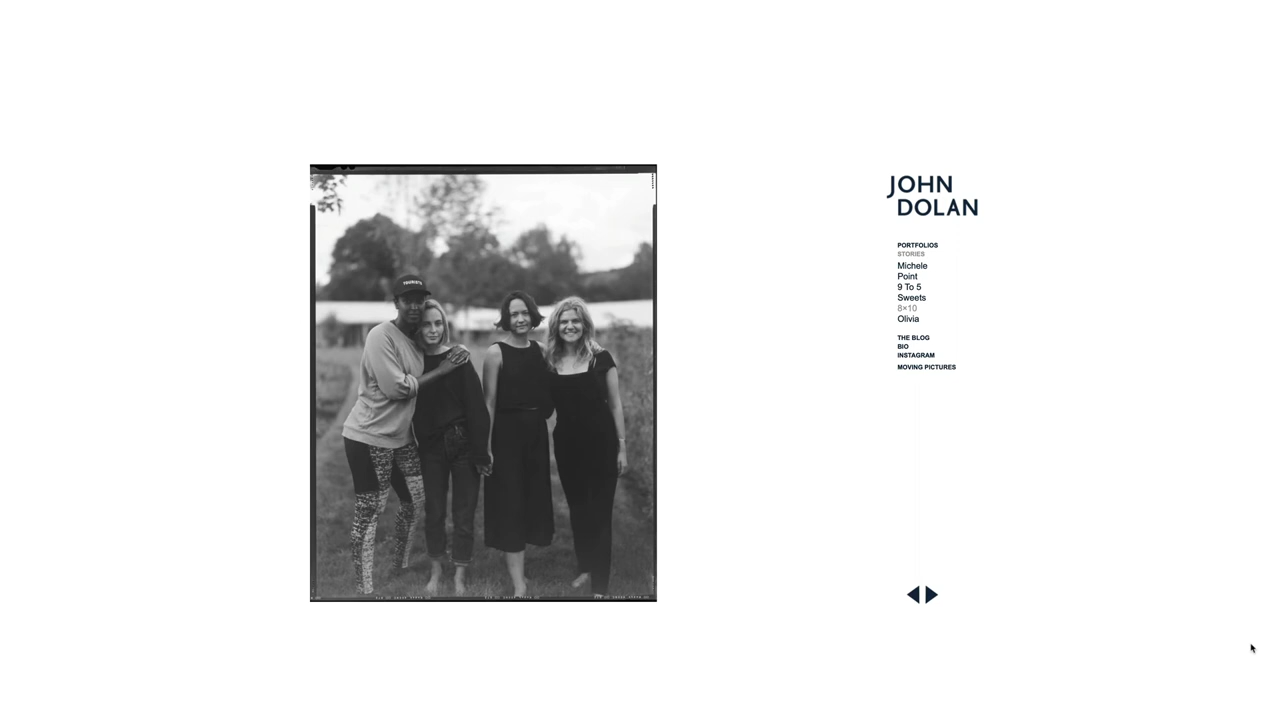 TOURISTS
JOHN
DOLAN
PORTFOLIOS
STORIES
Michele
Point
9 To 5
Sweets
8×10
Olivia
THE BLOG
BIO
INSTAGRAM
MOVING PICTURES